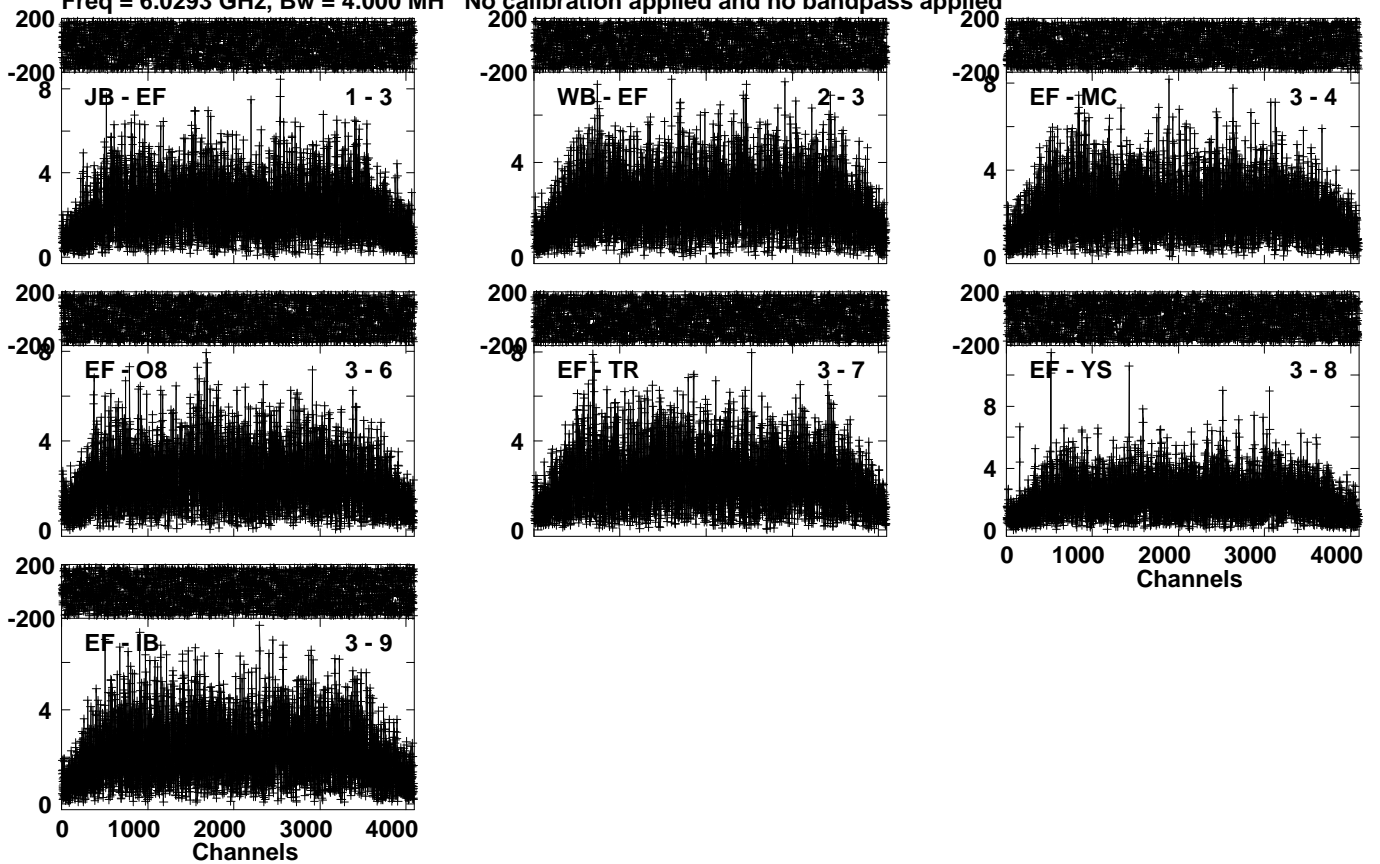 Freq = 6.0293 GHz, Bw = 4.000 MH No calibration applied and no bandpass applied
200
-200
8
4
0
JB - EF 1 - 3
200
-200
4
0
WB - EF 2 - 3
200
-200
8
4
0
EF - MC 3 - 4
200
-200
8
4
0
EF - O8 3 - 6
200
-200
8
4
0
EF - TR 3 - 7
200
-200
8
4
0
EF - YS 3 - 8
0 1000 2000 3000 4000
Channels
200
-200
4
0
EF - IB 3 - 9
0 1000 2000 3000 4000
Channels